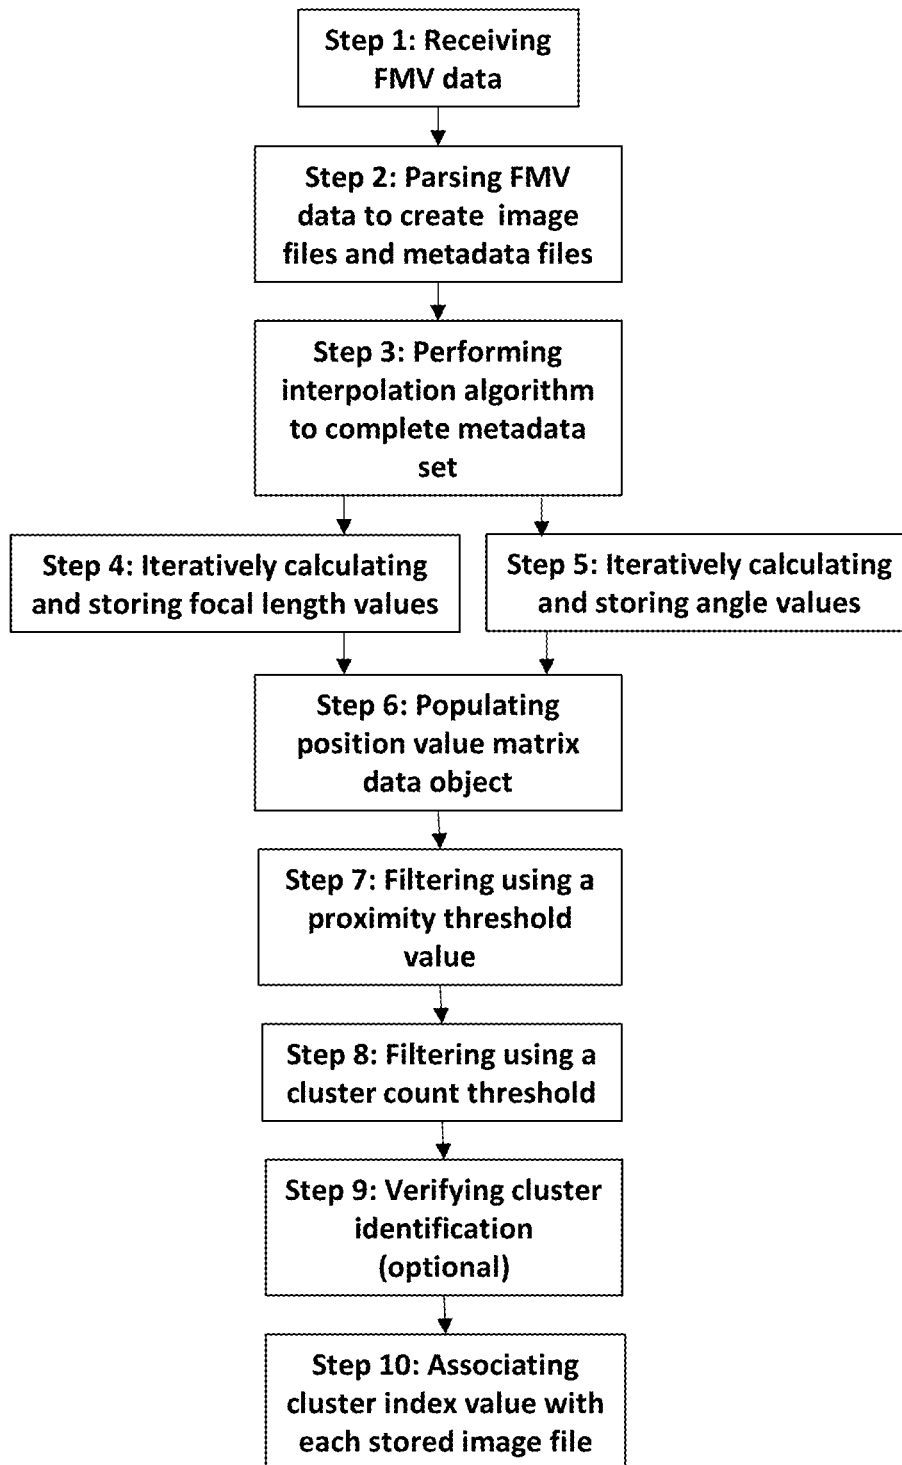 Step 1: Receiving
FMV data
Step 2: Parsing FMV
data to create image
files and metadata files
Step 3: Performing
interpolation algorithm
to complete metadata
set
Step 4: Iteratively calculating
and storing focal length values
Step 5: Iteratively calculating
and storing angle values
Step 6: Populating
position value matrix
data object
Step 7: Filtering using a
proximity threshold
value
Step 8: Filtering using a
cluster count threshold
Step 9: Verifying cluster
identification
(optional)
Step 10: Associating
cluster index value with
each stored image file